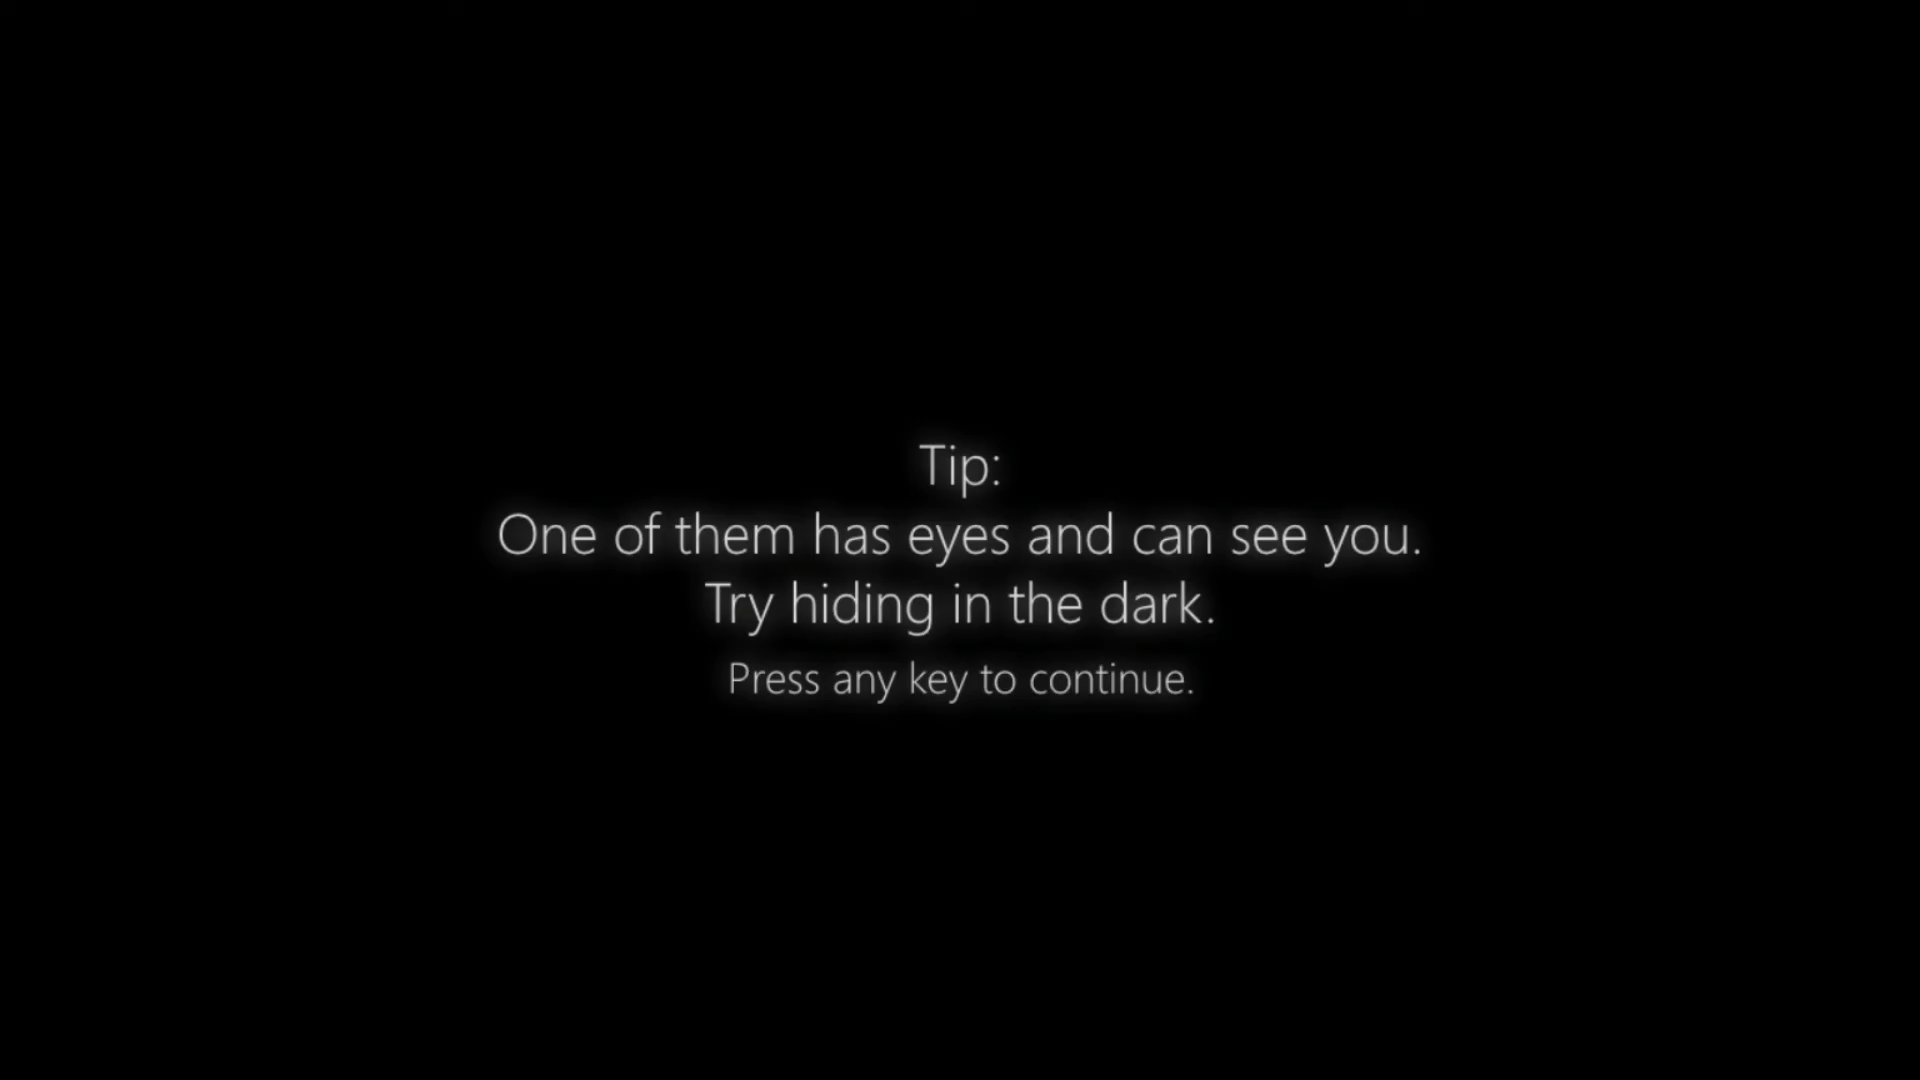 Tip:
One of them has eyes and can see you.
Try hiding in the dark.
Press any key to continue.